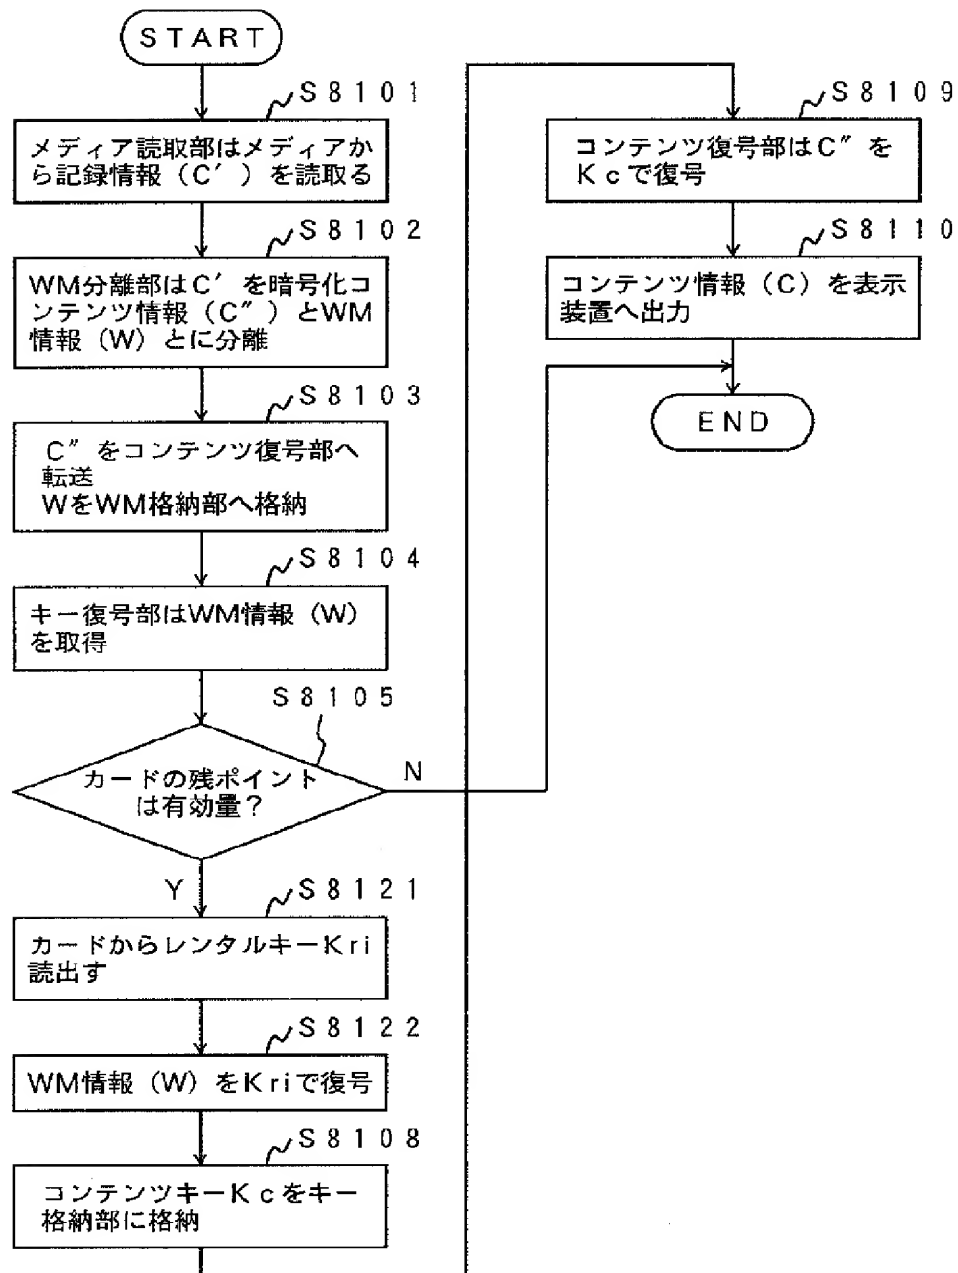 START
S8101
メディア読取部はメディアか
ら記録情報（C′）を読取る
S8102
WM分離部はC′を暗号化コ
ンテンツ情報（C″）とWM
情報（W）とに分離
S8103
C″をコンテンツ復号部へ
転送
WをWM格納部へ格納
S8104
キー復号部はWM情報（W）
を取得
S8105
カードの残ポイント
は有効量？
N
Y
S8121
カードからレンタルキーKri
読出す
S8122
WM情報（W）をKriで復号
S8108
コンテンツキーKcをキー
格納部に格納
S8109
コンテンツ復号部はC″を
Kcで復号
S8110
コンテンツ情報（C）を表示
装置へ出力
END